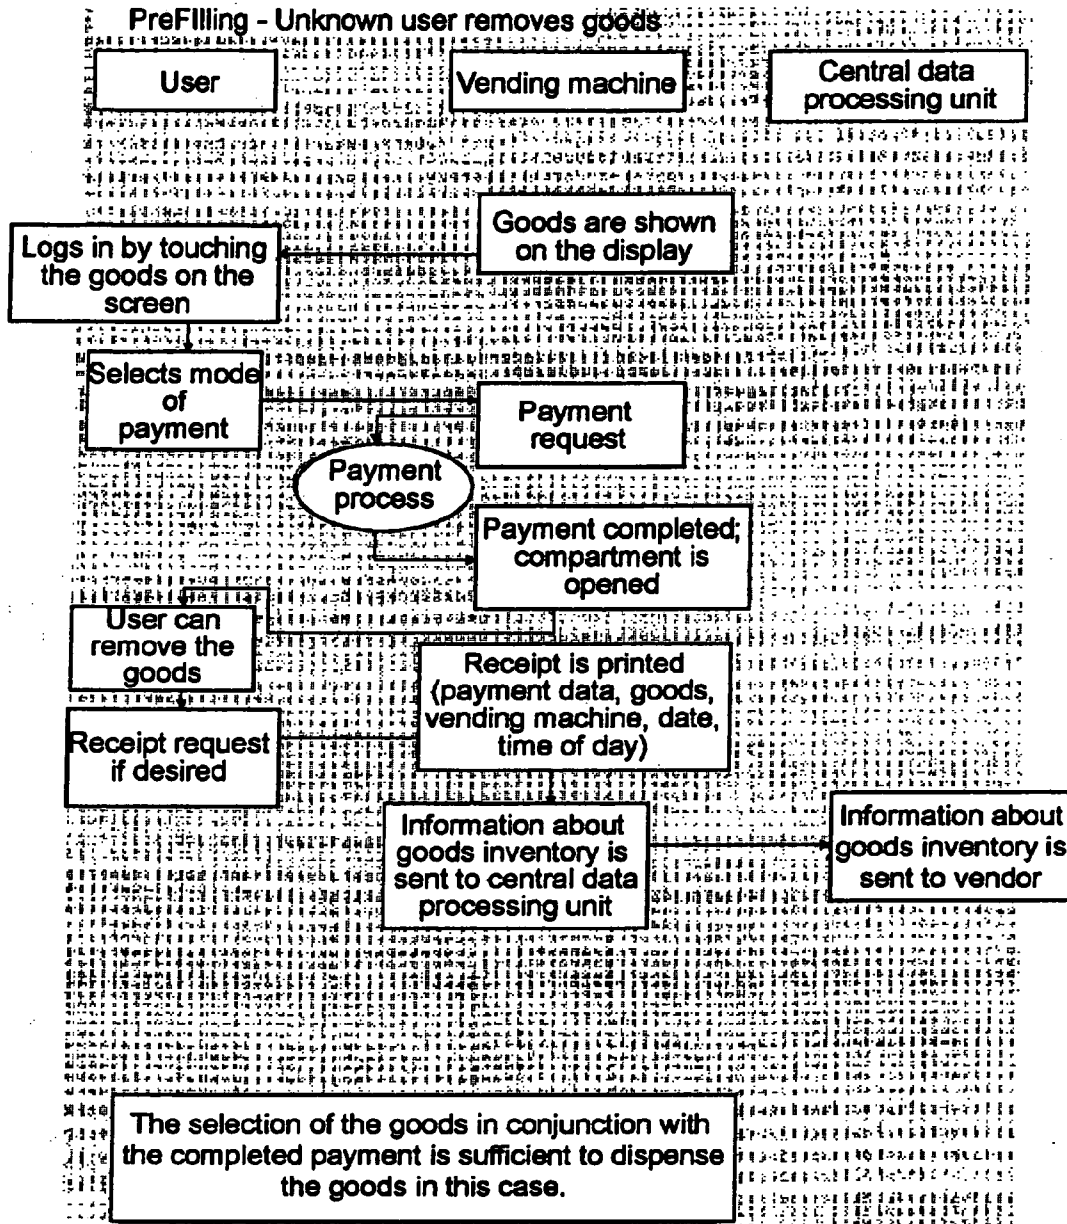 PreFIlling - Unknown user removes goods
User
Vending machine
Central data
processing unit
Goods are shown
on the display
Logs in by touching
the goods on the
screen
Selects mode
of
payment
Payment
request
Payment
process
Payment completed;
compartment is
opened
User can
remove the
goods
Receipt is printed
(payment data, goods,
vending machine, date,
time of day)
Receipt request
if desired
Information about
goods inventory is
sent to central data
processing unit
Information about
goods inventory is
sent to vendor
The selection of the goods in conjunction with
the completed payment is sufficient to dispense
the goods in this case.